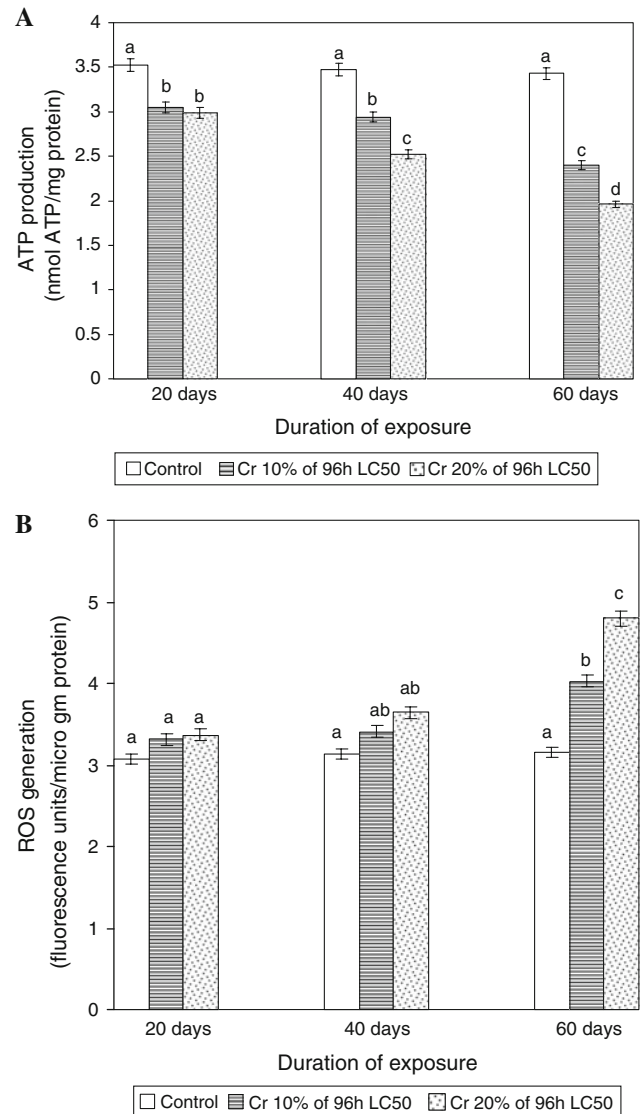 A
4
3.5
3
2.5
2
1.5
1
0.5
0
ATP production
(nmol ATP/mg protein)
a b b
a b c
a c d
20 days 40 days 60 days
Duration of exposure
Control Cr 10% of 96h LC50 Cr 20% of 96h LC50
B
6
5
4
3
2
1
0
ROS generation
(fluorescence units/micro gm protein)
a a a
a ab ab
a b c
20 days 40 days 60 days
Duration of exposure
Control Cr 10% of 96h LC50 Cr 20% of 96h LC50